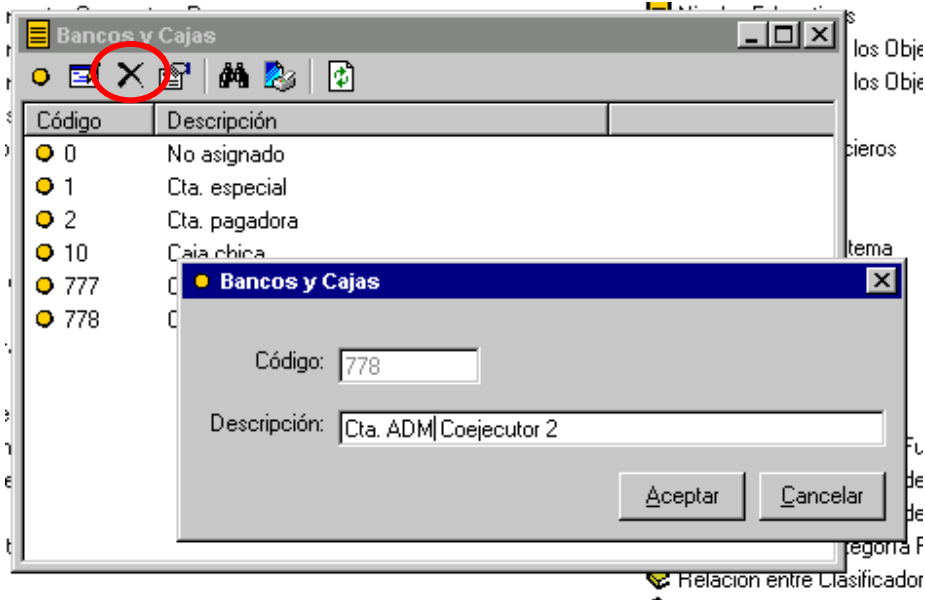 Bancos y Cajas
los Obje
los Obje
Código Descripción
0 No asignado
cieros
1 Cta. especial
2 Cta. pagadora
10 Caja chica
tema
777
778
Bancos y Cajas
Código: 778
Descripción: Cta. ADM Coejecutor 2
Aceptar Cancelar
Relación entre Clasificador